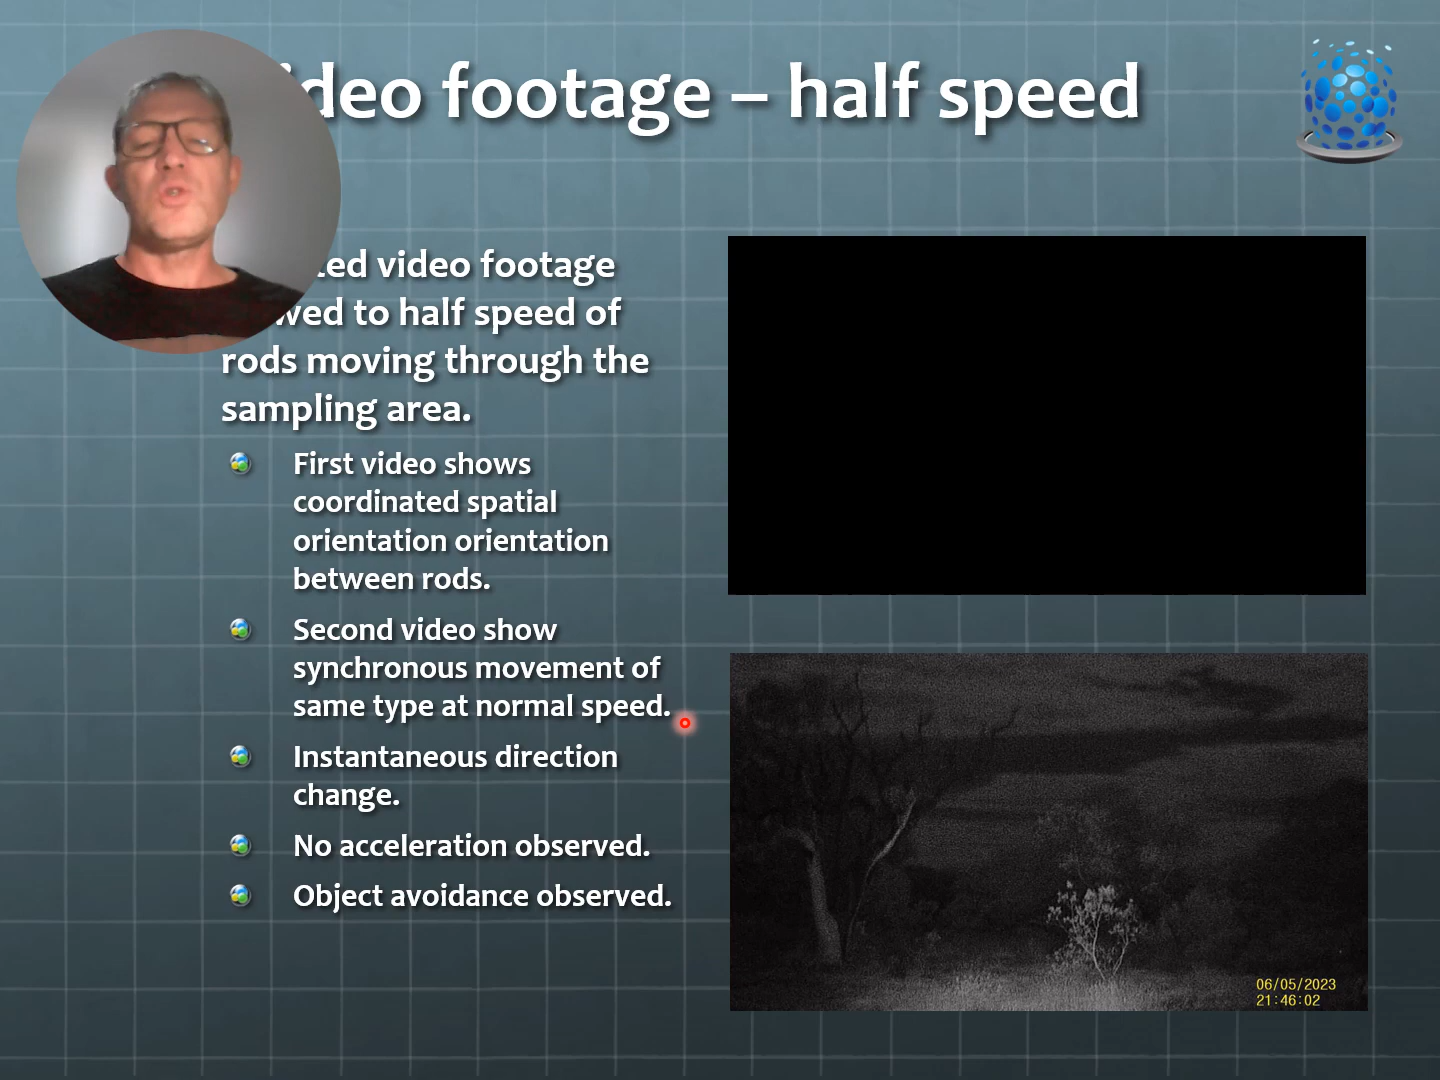 deo footage – half speed
ted video footage
wed to half speed of
rods moving through the
sampling area.
First video shows
coordinated spatial
orientation orientation
between rods.
Second video show
synchronous movement of
same type at normal speed.
Instantaneous direction
change.
No acceleration observed.
Object avoidance observed.
06/05/2023
21:46:02